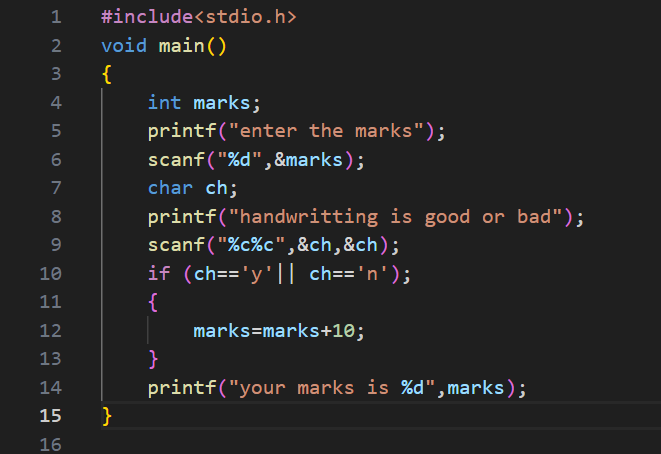 1 #include<stdio.h>
2 void main()
3 {
4 int marks;
5 printf("enter the marks");
6 scanf("%d",&marks);
7 char ch;
8 printf("handwritting is good or bad");
9 scanf("%c%c",&ch,&ch);
10 if (ch=='y'|| ch=='n');
11 {
12 marks=marks+10;
13 }
14 printf("your marks is %d",marks);
15 }
16